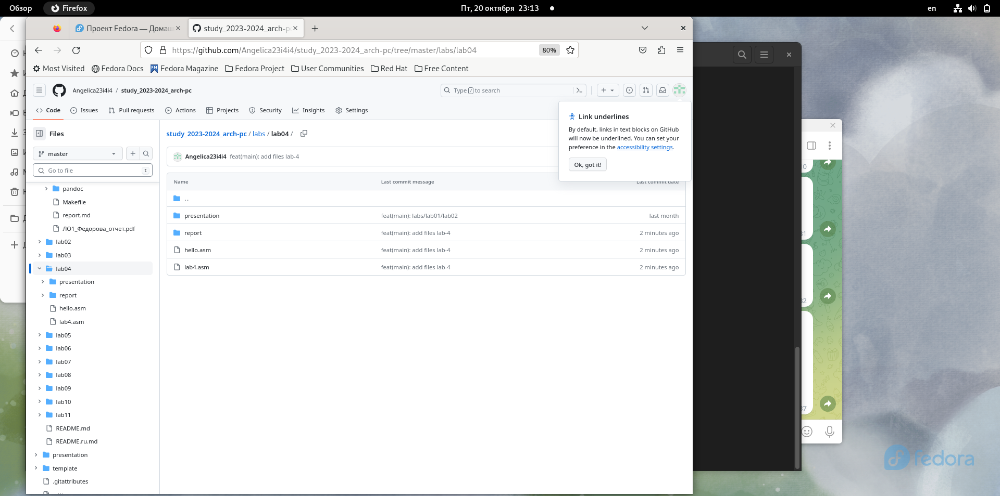 Обзор Firefox Пт, 20 октября 23:13 en
Проект Fedora — Домаш study_2023-2024_arch-pc
https://github.com/Angelica23i4i4/study_2023-2024_arch-pc/tree/master/labs/lab04 80%
Most Visited Fedora Docs Fedora Magazine Fedora Project User Communities Red Hat Free Content
Angelica23i4i4 / study_2023-2024_arch-pc Type / to search
Code Issues Pull requests Actions Projects Security Insights Settings
Link underlines
By default, links in text blocks on GitHub
will now be underlined. You can set your
preference in the accessibility settings.
Ok, got it!
Files
master
Go to file t
pandoc
Makefile
report.md
ЛО1_Федорова_отчет.pdf
lab02
lab03
lab04
presentation
report
hello.asm
lab4.asm
lab05
lab06
lab07
lab08
lab09
lab10
lab11
README.md
README.ru.md
presentation
template
.gitattributes
study_2023-2024_arch-pc / labs / lab04 /
Angelica23i4i4 feat(main): add files lab-4
Name Last commit message Last commit date
..
presentation feat(main): labs/lab01/lab02 last month
report feat(main): add files lab-4 2 minutes ago
hello.asm feat(main): add files lab-4 2 minutes ago
lab4.asm feat(main): add files lab-4 2 minutes ago
fedora